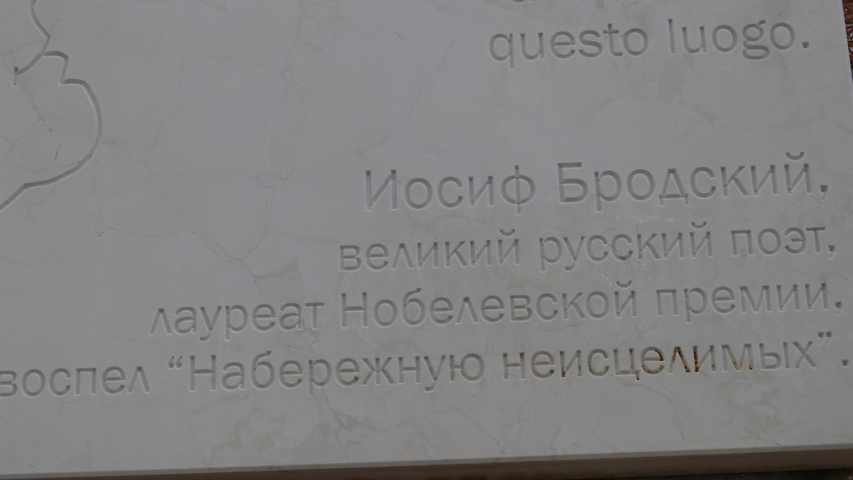 questo luogo.
Иосиф Бродский,
великий русский поэт,
лауреат Нобелевской премии,
воспел “Набережную неисцелимых”.